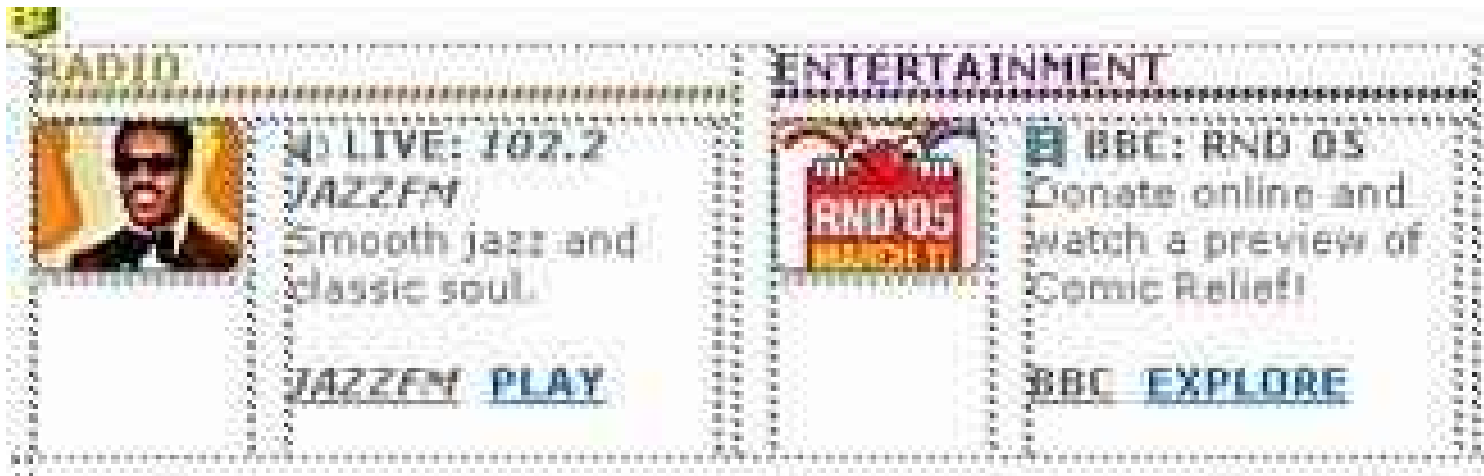 RADIO
LIVE: 102.2
JAZZFM
Smooth jazz and
classic soul.
JAZZFM PLAY
ENTERTAINMENT
RND'05
BBC: RND 05
Donate online and
watch a preview of
Comic Relief!
BBC EXPLORE